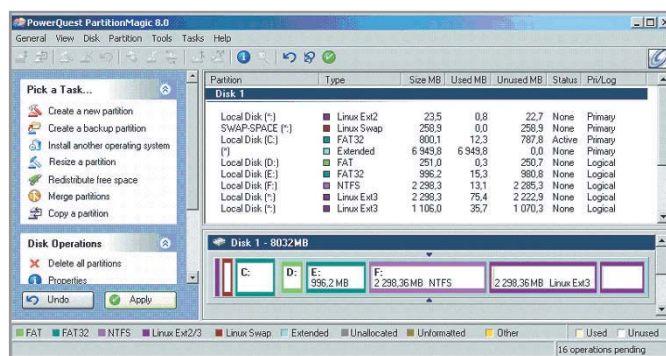 PowerQuest PartitionMagic 8.0
General View Disk Partition Tools Tasks Help
Pick a Task...
Create a new partition
Create a backup partition
Install another operating system
Resize a partition
Redistribute free space
Merge partitions
Copy a partition
Disk Operations
Delete all partitions
Properties
Undo Apply
Partition Type Size MB Used MB Unused MB Status Pri/Log
Disk 1
Local Disk (*:) Linux Ext2 23,5 0,8 22,7 None Primary
SWAP-SPACE (*:) Linux Swap 258,9 0,0 258,9 None Primary
Local Disk (C:) FAT32 800,1 12,3 787,8 Active Primary
(*) Extended 6 949,8 6 949,8 0,0 None Primary
Local Disk (D:) FAT 251,0 0,3 250,7 None Logical
Local Disk (E:) FAT32 996,2 15,3 980,8 None Logical
Local Disk (F:) NTFS 2 298,3 13,1 2 285,3 None Logical
Local Disk (*:) Linux Ext3 2 298,3 75,4 2 222,9 None Logical
Local Disk (*:) Linux Ext3 1 106,0 35,7 1 070,3 None Logical
Disk 1 - 8032MB
C: D: E: F:
996,2 MB 2 298,36 MB NTFS 2 298,36 MB Linux Ext3
FAT FAT32 NTFS Linux Ext2/3 Linux Swap Extended Unallocated Unformatted Other Used Unused
16 operations pending